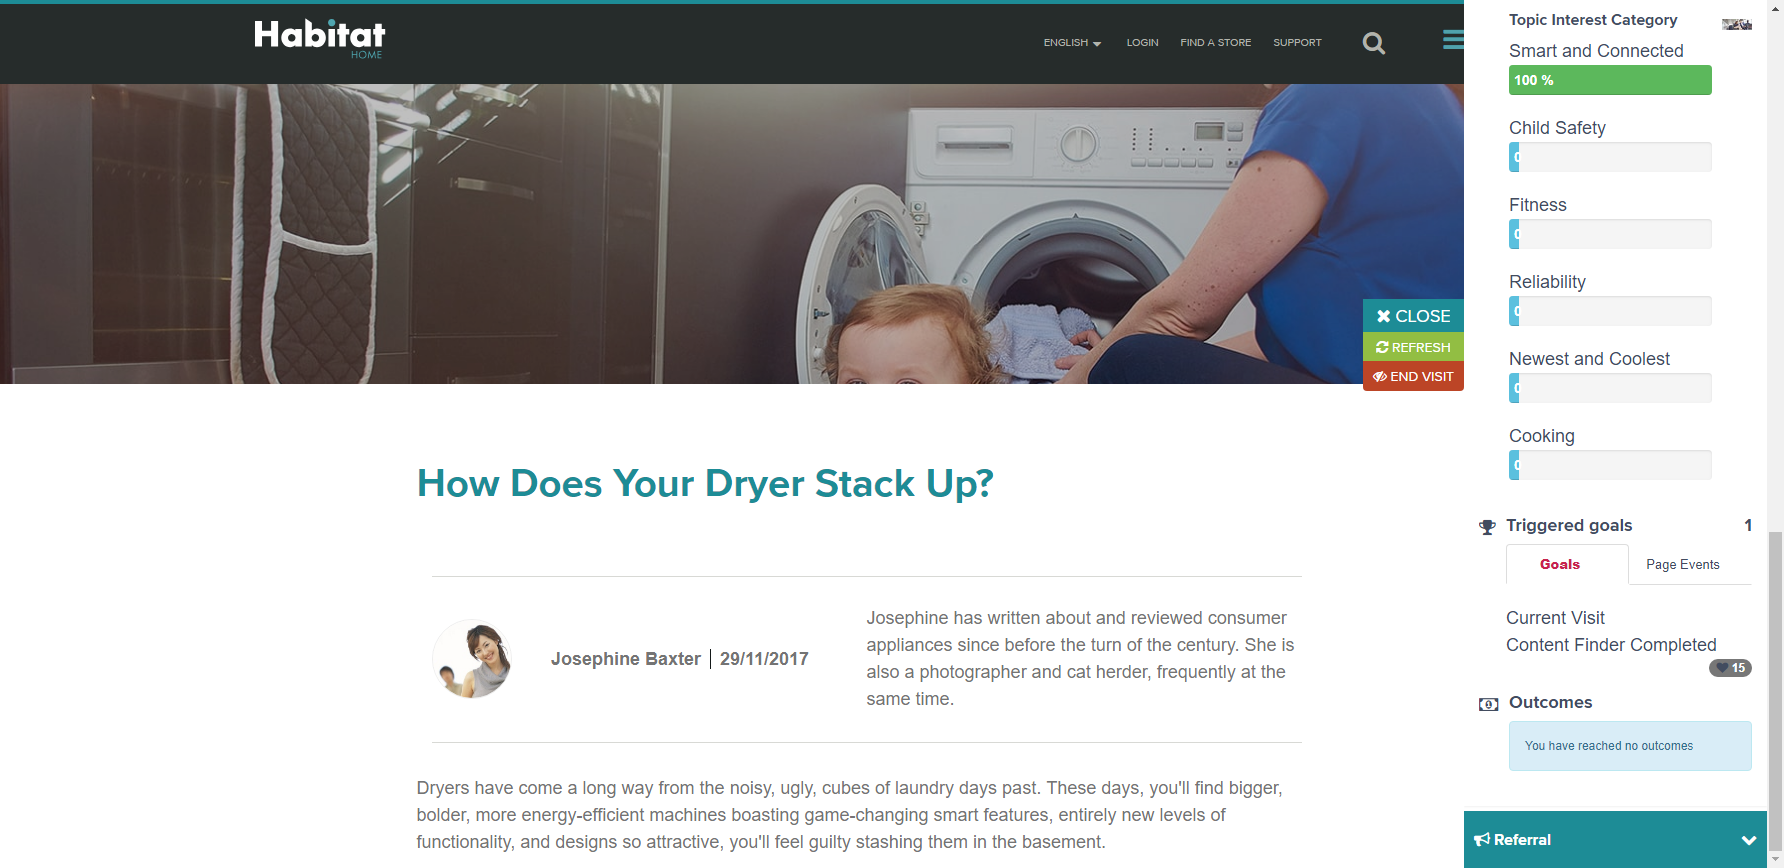 Habitat
HOME
ENGLISH
LOGIN
FIND A STORE
SUPPORT
CLOSE
REFRESH
END VISIT
How Does Your Dryer Stack Up?
Josephine Baxter | 29/11/2017
Josephine has written about and reviewed consumer
appliances since before the turn of the century. She is
also a photographer and cat herder, frequently at the
same time.
Dryers have come a long way from the noisy, ugly, cubes of laundry days past. These days, you'll find bigger,
bolder, more energy-efficient machines boasting game-changing smart features, entirely new levels of
functionality, and designs so attractive, you'll feel guilty stashing them in the basement.
Topic Interest Category
Smart and Connected
100 %
Child Safety
Fitness
Reliability
Newest and Coolest
Cooking
Triggered goals 1
Goals
Page Events
Current Visit
Content Finder Completed
15
Outcomes
You have reached no outcomes
Referral